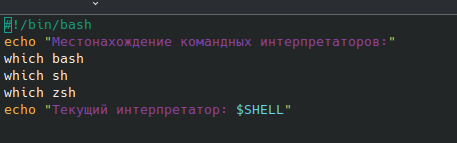 #!/bin/bash
echo "Местонахождение командных интерпретаторов:"
which bash
which sh
which zsh
echo "Текущий интерпретатор: $SHELL"